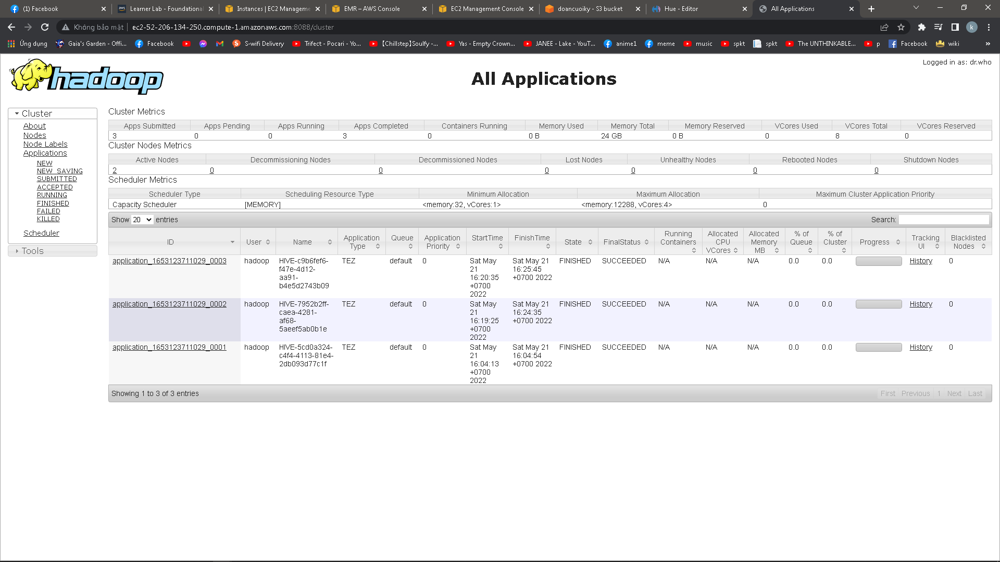 (1) Facebook
Learner Lab - Foundational
Instances | EC2 Manageme
EMR – AWS Console
EC2 Management Console
doancuoiky - S3 bucket
Hue - Editor
All Applications
Không bảo mật
ec2-52-206-134-250.compute-1.amazonaws.com:8088/cluster
k
Ứng dụng
Gaia's Garden - Offi...
Facebook
S-wifi Delivery
Trifect - Pocari - Yo...
【Chillstep】Soulfy -...
Yas - Empty Crown...
JANEE - Lake - YouT...
anime1
meme
music
spkt
spkt
The UNTHINKABLE...
p
Facebook
wiki
»
hadoop
All Applications
Logged in as: dr.who
Cluster
About
Nodes
Node Labels
Applications
NEW
NEW_SAVING
SUBMITTED
ACCEPTED
RUNNING
FINISHED
FAILED
KILLED
Scheduler
Tools
Cluster Metrics
Apps Submitted Apps Pending Apps Running Apps Completed Containers Running Memory Used Memory Total Memory Reserved VCores Used VCores Total VCores Reserved
3 0 0 3 0 0 B 24 GB 0 B 0 8 0
Cluster Nodes Metrics
Active Nodes Decommissioning Nodes Decommissioned Nodes Lost Nodes Unhealthy Nodes Rebooted Nodes Shutdown Nodes
2 0 0 0 0 0 0
Scheduler Metrics
Scheduler Type Scheduling Resource Type Minimum Allocation Maximum Allocation Maximum Cluster Application Priority
Capacity Scheduler [MEMORY] <memory:32, vCores:1> <memory:12288, vCores:4> 0
Show 20 entries Search:
ID
User
Name
Application
Type
Queue
Application
Priority
StartTime
FinishTime
State
FinalStatus
Running
Containers
Allocated
CPU
VCores
Allocated
Memory
MB
% of
Queue
% of
Cluster
Progress
Tracking
UI
Blacklisted
Nodes
application_1653123711029_0003
hadoop
HIVE-c9b6fef6-
f47e-4d12-
aa91-
b4e5d2743b09
TEZ
default
0
Sat May
21
16:20:35
+0700
2022
Sat May 21
16:25:45
+0700 2022
FINISHED
SUCCEEDED
N/A
N/A
N/A
0.0
0.0
History
0
application_1653123711029_0002
hadoop
HIVE-7952b2ff-
caea-4281-
af68-
5aeef5ab0b1e
TEZ
default
0
Sat May
21
16:19:25
+0700
2022
Sat May 21
16:24:35
+0700 2022
FINISHED
SUCCEEDED
N/A
N/A
N/A
0.0
0.0
History
0
application_1653123711029_0001
hadoop
HIVE-5cd0a324-
c4f4-4113-81e4-
2db093d77c1f
TEZ
default
0
Sat May
21
16:04:13
+0700
2022
Sat May 21
16:04:54
+0700 2022
FINISHED
SUCCEEDED
N/A
N/A
N/A
0.0
0.0
History
0
Showing 1 to 3 of 3 entries
First Previous 1 Next Last